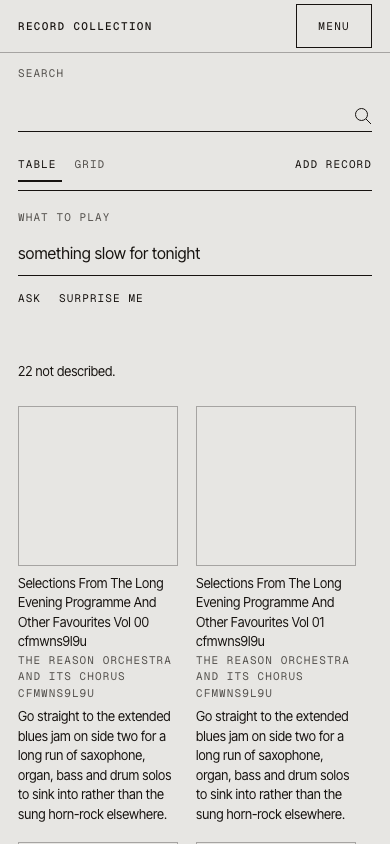 RECORD COLLECTION
MENU
SEARCH
TABLE GRID ADD RECORD
WHAT TO PLAY
something slow for tonight
ASK SURPRISE ME
22 not described.
Selections From The Long
Evening Programme And
Other Favourites Vol 00
cfmwns9l9u
THE REASON ORCHESTRA
AND ITS CHORUS
CFMWNS9L9U
Go straight to the extended
blues jam on side two for a
long run of saxophone,
organ, bass and drum solos
to sink into rather than the
sung horn-rock elsewhere.
Selections From The Long
Evening Programme And
Other Favourites Vol 01
cfmwns9l9u
THE REASON ORCHESTRA
AND ITS CHORUS
CFMWNS9L9U
Go straight to the extended
blues jam on side two for a
long run of saxophone,
organ, bass and drum solos
to sink into rather than the
sung horn-rock elsewhere.